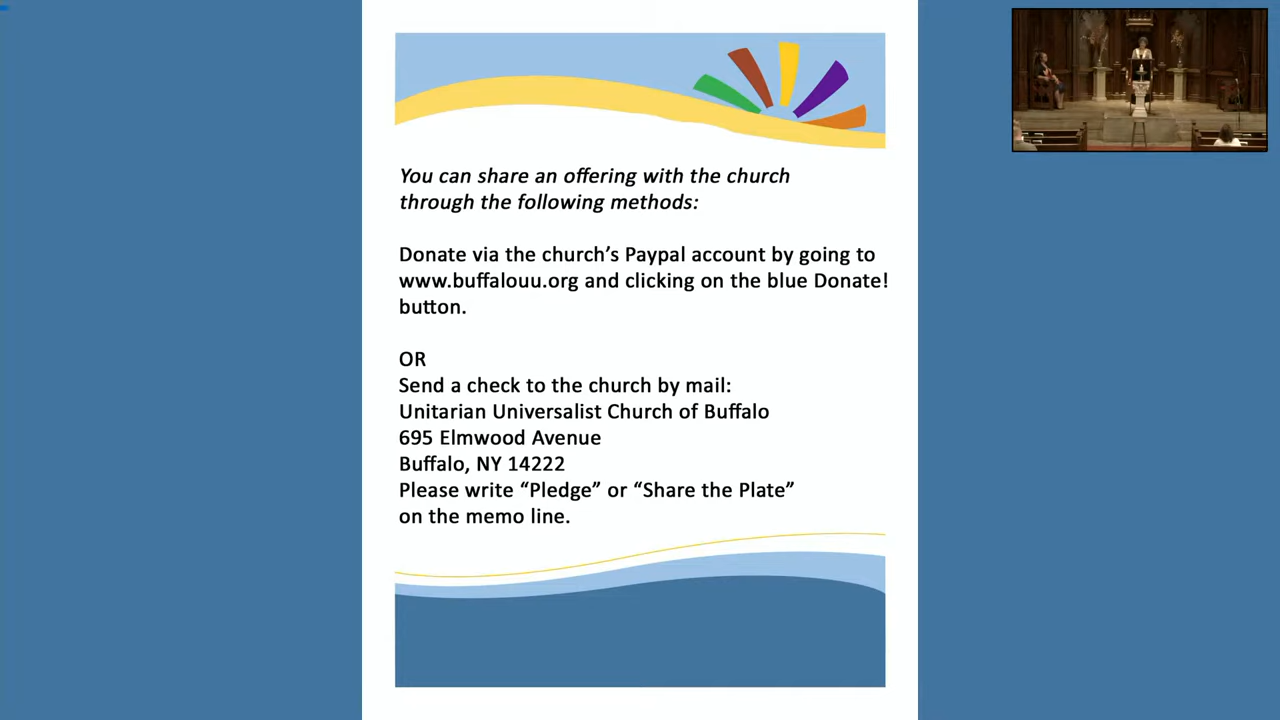 You can share an offering with the church
through the following methods:
Donate via the church’s Paypal account by going to
www.buffalouu.org and clicking on the blue Donate!
button.
OR
Send a check to the church by mail:
Unitarian Universalist Church of Buffalo
695 Elmwood Avenue
Buffalo, NY 14222
Please write “Pledge” or “Share the Plate”
on the memo line.